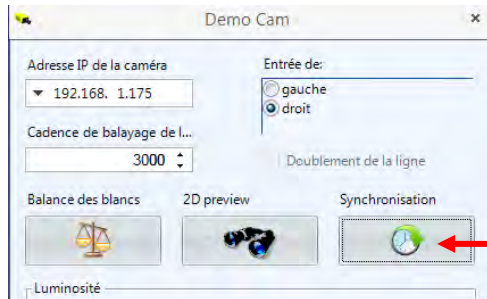 Demo Cam
Adresse IP de la caméra
192.168. 1.175
Entrée de:
gauche
droit
Cadence de balayage de l...
3000
Doublement de la ligne
Balance des blancs
2D preview
Synchronisation
Luminosité